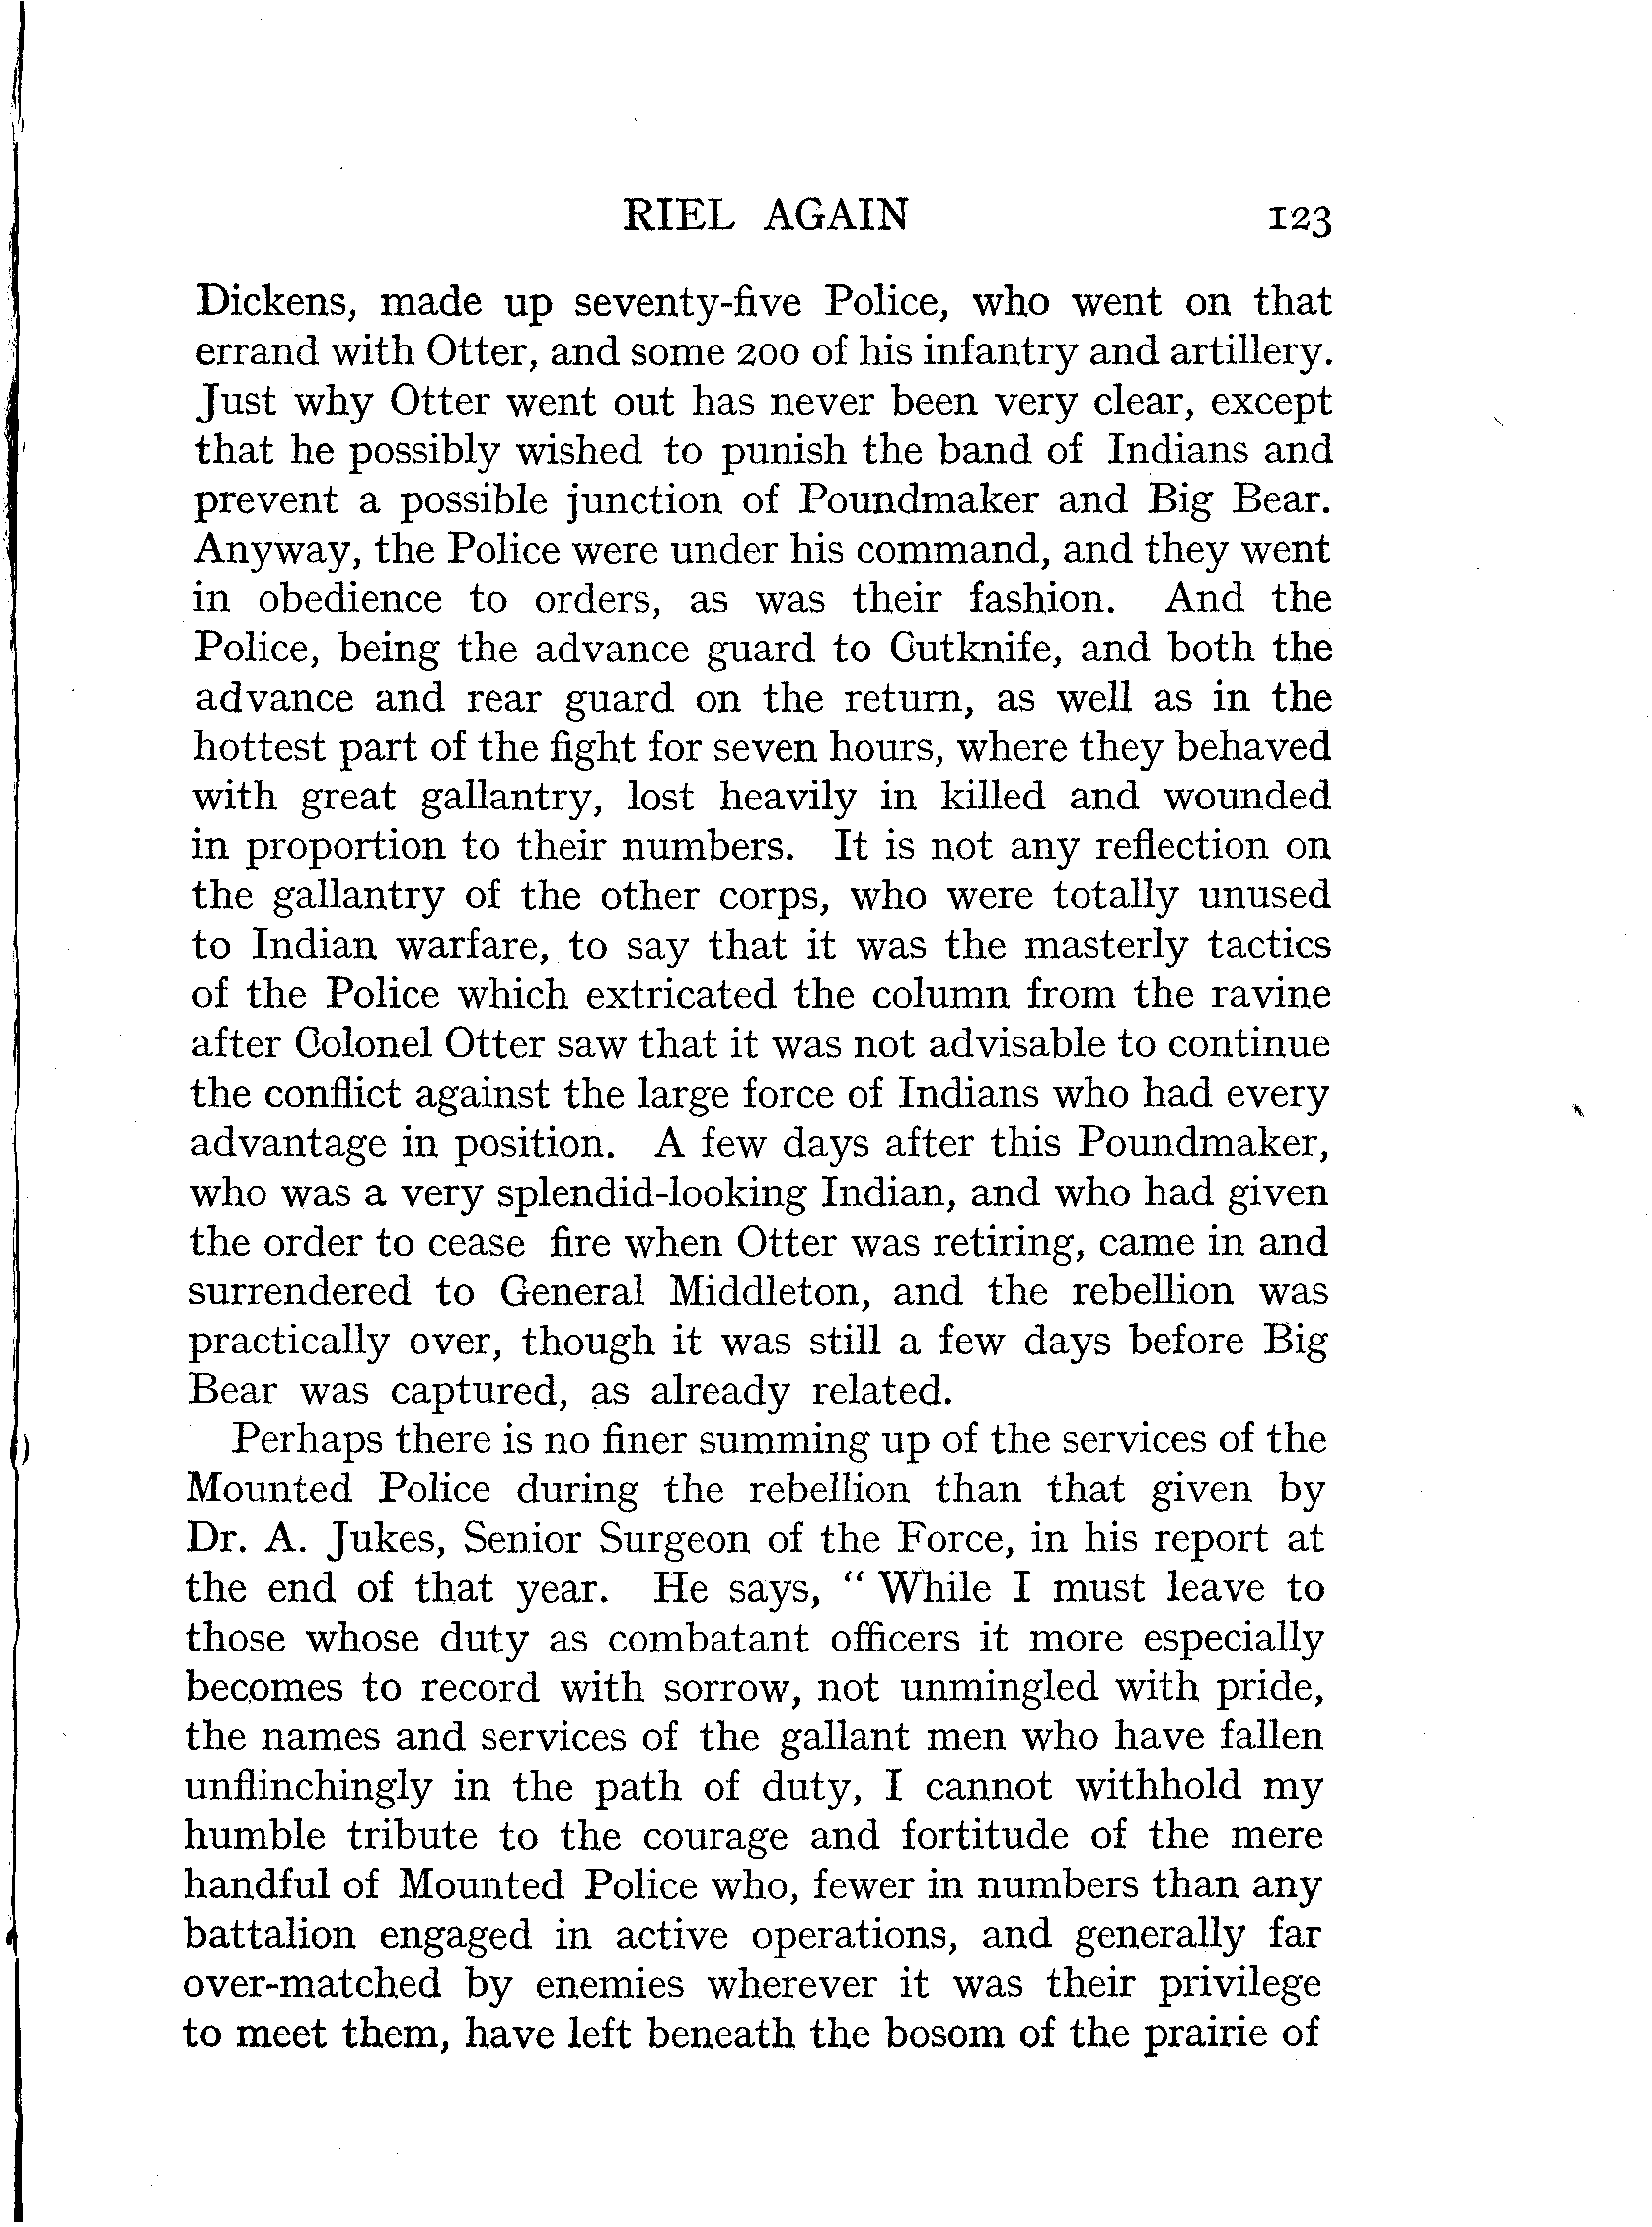 RIEL AGAIN 123
Dickens, made up seventy-five Police, who went on that
errand with Otter, and some 200 of his infantry and artillery.
Just why Otter went out has never been very clear, except
that he possibly wished to punish the band of Indians and
prevent a possible junction of Poundmaker and Big Bear.
Anyway, the Police were under his command, and they went
in obedience to orders, as was their fashion. And the
Police, being the advance guard to Cutknife, and both the
advance and rear guard on the return, as well as in the
hottest part of the fight for seven hours, where they behaved
with great gallantry, lost heavily in killed and wounded
in proportion to their numbers. It is not any reflection on
the gallantry of the other corps, who were totally unused
to Indian warfare, to say that it was the masterly tactics
of the Police which extricated the column from the ravine
after Colonel Otter saw that it was not advisable to continue
the conflict against the large force of Indians who had every
advantage in position. A few days after this Poundmaker,
who was a very splendid-looking Indian, and who had given
the order to cease fire when Otter was retiring, came in and
surrendered to General Middleton, and the rebellion was
practically over, though it was still a few days before Big
Bear was captured, as already related.
Perhaps there is no finer summing up of the services of the
Mounted Police during the rebellion than that given by
Dr. A. Jukes, Senior Surgeon of the Force, in his report at
the end of that year. He says, “ While I must leave to
those whose duty as combatant officers it more especially
becomes to record with sorrow, not unmingled with pride,
the names and services of the gallant men who have fallen
unflinchingly in the path of duty, I cannot withhold my
humble tribute to the courage and fortitude of the mere
handful of Mounted Police who, fewer in numbers than any
battalion engaged in active operations, and generally far
over-matched by enemies wherever it was their privilege
to meet them, have left beneath the bosom of the prairie of